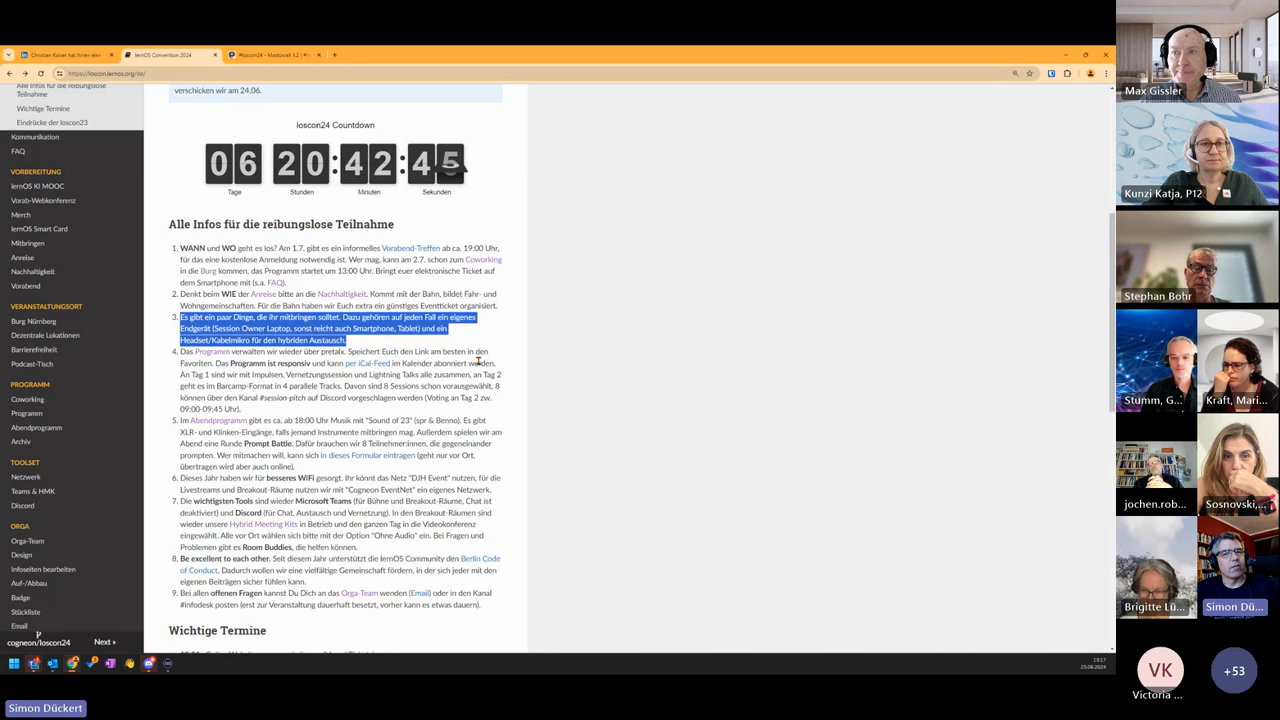 Christian Kaiser hat Ihnen eine
lernOS Convention 2024
#loscon24 - Mastowall 1.2 | #l
https://loscon.lernos.org/de/
Alle Infos für die reibungslose
Teilnahme
Wichtige Termine
Eindrücke der loscon23
Kommunikation
FAQ
VORBEREITUNG
lernOS KI MOOC
Vorab-Webkonferenz
Merch
lernOS Smart Card
Mitbringen
Anreise
Nachhaltigkeit
Vorabend
VERANSTALTUNGSORT
Burg Nürnberg
Dezentrale Lokationen
Barrierefreiheit
Podcast-Tisch
PROGRAMM
Coworking
Programm
Abendprogramm
Archiv
TOOLSET
Netzwerk
Teams & HMK
Discord
ORGA
Orga-Team
Design
Infoseiten bearbeiten
Auf-/Abbau
Badge
Stückliste
Email
cogneon/loscon24 Next »
verschicken wir am 24.06.
loscon24 Countdown
06 20:42:45
Tage Stunden Minuten Sekunden
Alle Infos für die reibungslose Teilnahme
1. WANN und WO geht es los? Am 1.7. gibt es ein informelles Vorabend-Treffen ab ca. 19:00 Uhr,
für das eine kostenlose Anmeldung notwendig ist. Wer mag, kann am 2.7. schon zum Coworking
in die Burg kommen, das Programm startet um 13:00 Uhr. Bringt euer elektronische Ticket auf
dem Smartphone mit (s.a. FAQ).
2. Denkt beim WIE der Anreise bitte an die Nachhaltigkeit. Kommt mit der Bahn, bildet Fahr- und
Wohngemeinschaften. Für die Bahn haben wir Euch extra ein günstiges Eventticket organisiert.
3. Es gibt ein paar Dinge, die ihr mitbringen solltet. Dazu gehören auf jeden Fall ein eigenes
Endgerät (Session Owner Laptop, sonst reicht auch Smartphone, Tablet) und ein
Headset/Kabelmikro für den hybriden Austausch.
4. Das Programm verwalten wir wieder über pretalx. Speichert Euch den Link am besten in den
Favoriten. Das Programm ist responsiv und kann per iCal-Feed im Kalender abonniert werden.
An Tag 1 sind wir mit Impulsen, Vernetzungssession und Lightning Talks alle zusammen, an Tag 2
geht es im Barcamp-Format in 4 parallele Tracks. Davon sind 8 Sessions schon vorausgewählt, 8
können über den Kanal #session-pitch auf Discord vorgeschlagen werden (Voting an Tag 2 zw.
09:00-09:45 Uhr).
5. Im Abendprogramm gibt es ca. ab 18:00 Uhr Musik mit "Sound of 23" (spr & Benno). Es gibt
XLR- und Klinken-Eingänge, falls jemand Instrumente mitbringen mag. Außerdem spielen wir am
Abend eine Runde Prompt Battle. Dafür brauchen wir 8 Teilnehmer:innen, die gegeneinander
prompten. Wer mitmachen will, kann sich in dieses Formular eintragen (geht nur vor Ort,
übertragen wird aber auch online).
6. Dieses Jahr haben wir für besseres WiFi gesorgt. Ihr könnt das Netz "DJH Event" nutzen, für die
Livestreams und Breakout-Räume nutzen wir mit "Cogneon EventNet" ein eigenes Netzwerk.
7. Die wichtigsten Tools sind wieder Microsoft Teams (für Bühne und Breakout-Räume, Chat ist
deaktiviert) und Discord (für Chat, Austausch und Vernetzung). In den Breakout-Räumen sind
wieder unsere Hybrid Meeting Kits in Betrieb und den ganzen Tag in die Videokonferenz
eingewählt. Alle vor Ort wählen sich bitte mit der Option "Ohne Audio" ein. Bei Fragen und
Problemen gibt es Room Buddies, die helfen können.
8. Be excellent to each other. Seit diesem Jahr unterstützt die lernOS Community den Berlin Code
of Conduct. Dadurch wollen wir eine vielfältige Gemeinschaft fördern, in der sich jeder mit den
eigenen Beiträgen sicher fühlen kann.
9. Bei allen offenen Fragen kannst Du Dich an das Orga-Team wenden (Email) oder in den Kanal
#infodesk posten (erst zur Veranstaltung dauerhaft besetzt, vorher kann es etwas dauern).
Wichtige Termine
13:17
25.06.2024
Max Gissler
Kunzi Katja, P12
Stephan Bohr
Stumm, G...
Kraft, Mari...
jochen.rob...
Sosnovski,...
Brigitte Lü...
Simon Dü...
VK
Victoria ...
+53
Simon Dückert